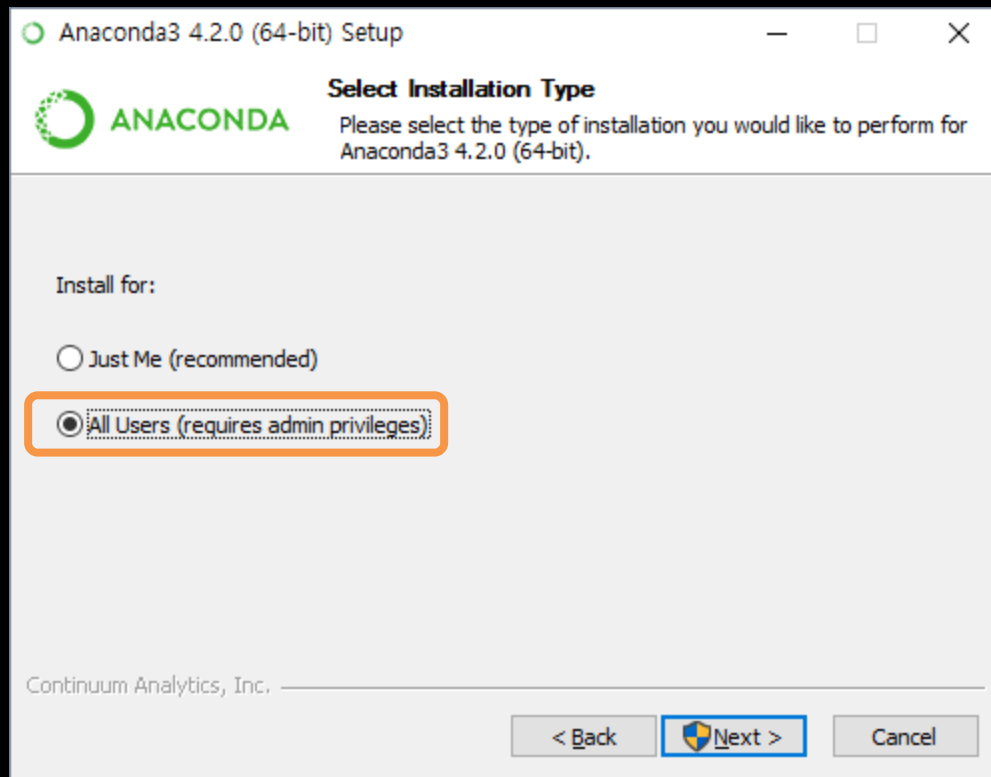 Anaconda3 4.2.0 (64-bit) Setup
ANACONDA
Select Installation Type
Please select the type of installation you would like to perform for
Anaconda3 4.2.0 (64-bit).
Install for:
Just Me (recommended)
All Users (requires admin privileges)
Continuum Analytics, Inc.
< Back
Next >
Cancel